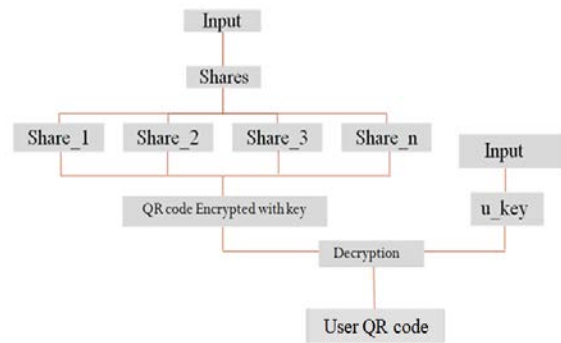 Input
Shares
Share_1
Share_2
Share_3
Share_n
Input
QR code Encrypted with key
u_key
Decryption
User QR code